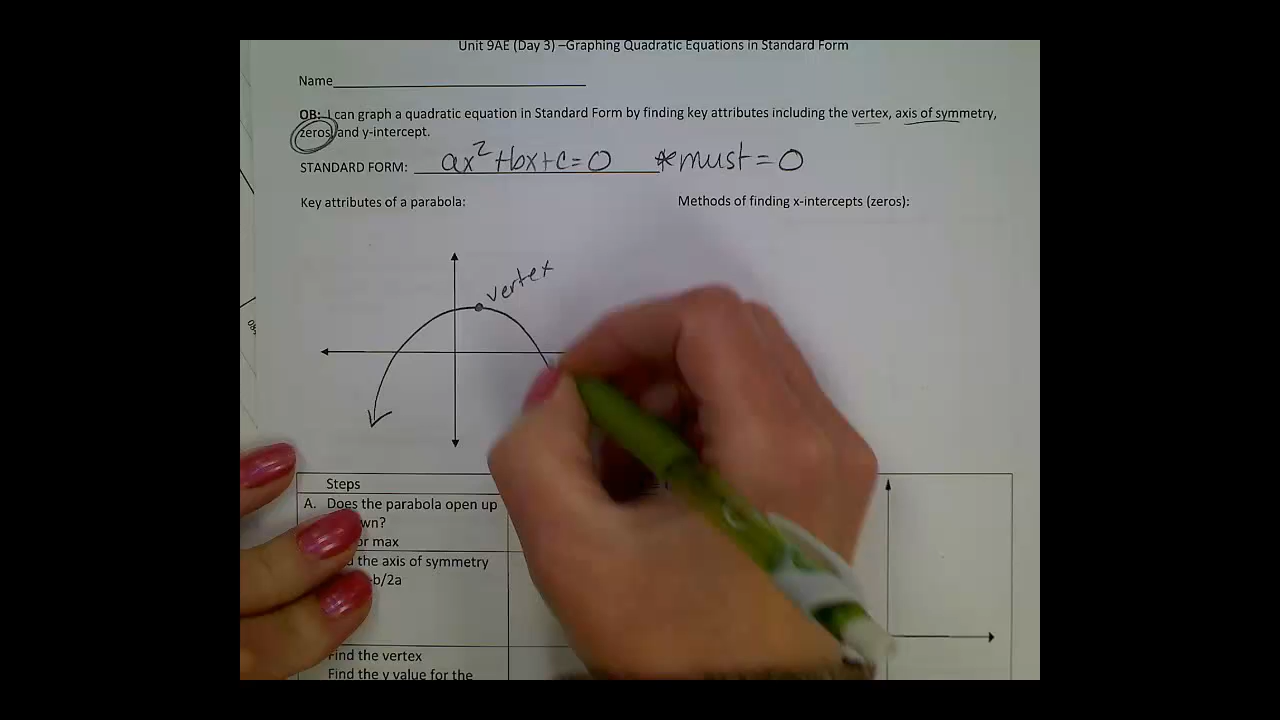 Unit 9AE (Day 3) –Graphing Quadratic Equations in Standard Form
Name
OB: I can graph a quadratic equation in Standard Form by finding key attributes including the vertex, axis of symmetry,
zeros, and y-intercept.
STANDARD FORM: ax²+bx+c=0 *must=0
Key attributes of a parabola:
Methods of finding x-intercepts (zeros):
vertex
Steps
A. Does the parabola open up
wn?
or max
the axis of symmetry
b/2a
Find the vertex
Find the y value for the